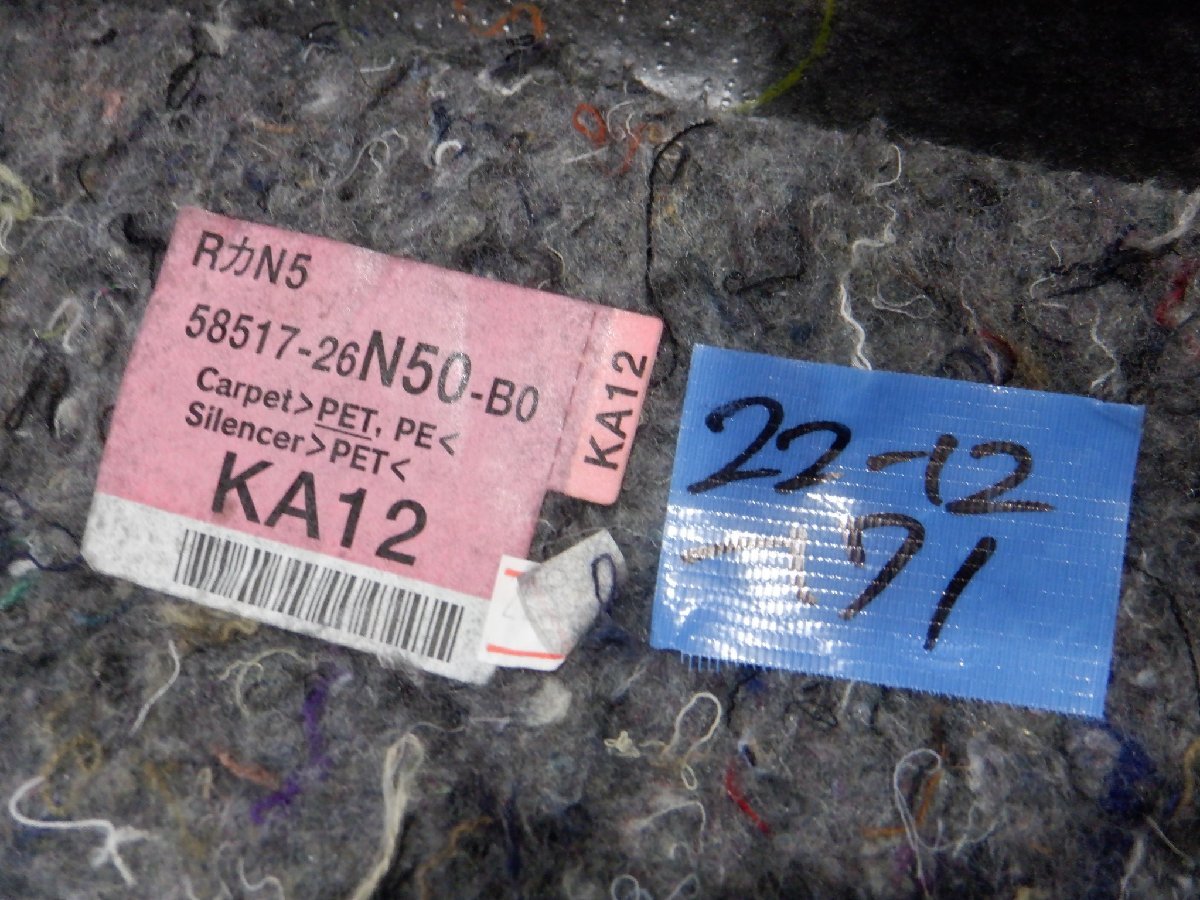 RカN5
58517-26N50-B0
Carpet>PET, PE<
Silencer>PET<
KA12
KA12
22-12
-171